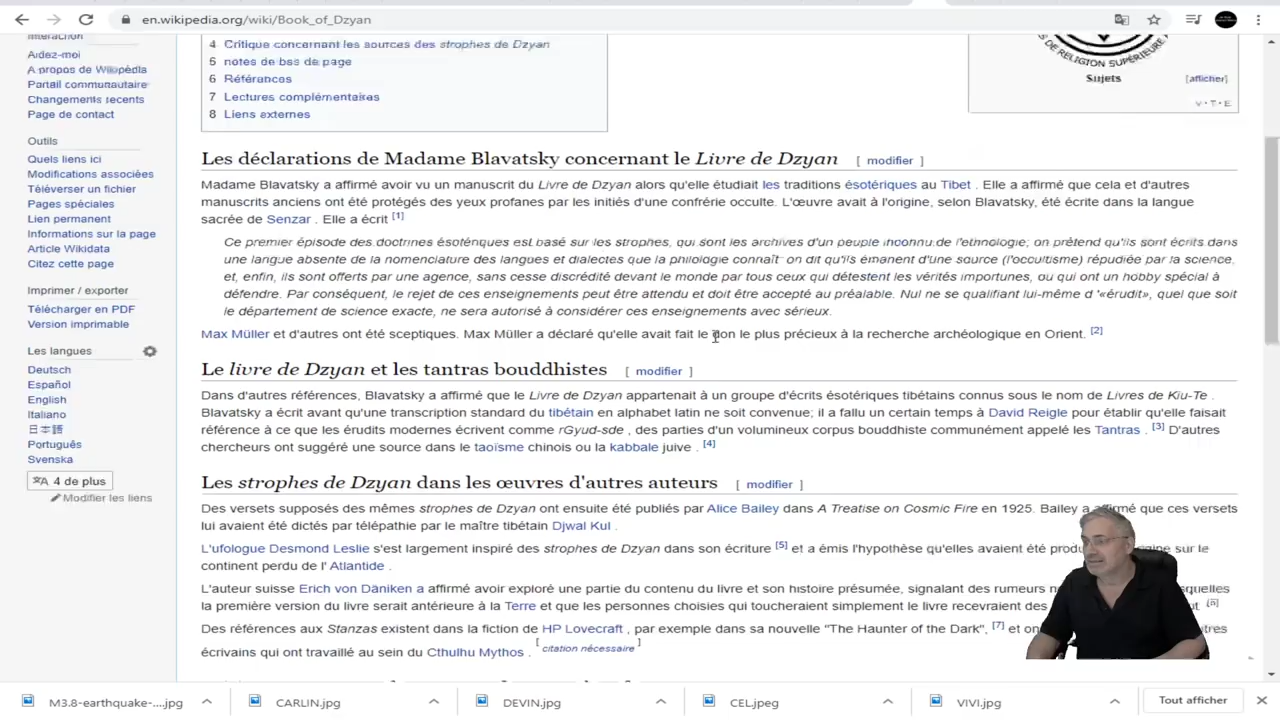 en.wikipedia.org/wiki/Book_of_Dzyan
Interaction
Aidez-moi
A propos de Wikipédia
Portail communautaire
Changements recents
Page de contact
Outils
Quels liens ici
Modifications associées
Téléverser un fichier
Pages spéciales
Lien permanent
Informations sur la page
Article Wikidata
Citez cette page
Imprimer / exporter
Télécharger en PDF
Version imprimable
Les langues
Deutsch
Español
English
Italiano
日本語
Português
Svenska
4 de plus
Modifier les liens
4 Critique concernant les sources des strophes de Dzyan
5 notes de bas de page
6 Références
7 Lectures complémentaires
8 Liens externes
DE RELIGION SUPÉRIEURE
Sujets [afficher]
V · T · E
Les déclarations de Madame Blavatsky concernant le Livre de Dzyan [ modifier ]
Madame Blavatsky a affirmé avoir vu un manuscrit du Livre de Dzyan alors qu'elle étudiait les traditions ésotériques au Tibet . Elle a affirmé que cela et d'autres
manuscrits anciens ont été protégés des yeux profanes par les initiés d'une confrérie occulte. L'œuvre avait à l'origine, selon Blavatsky, été écrite dans la langue
sacrée de Senzar . Elle a écrit [1]
Ce premier épisode des doctrines ésotériques est basé sur les strophes, qui sont les archives d'un peuple inconnu de l'ethnologie; on prétend qu'ils sont écrits dans
une langue absente de la nomenclature des langues et dialectes que la philologie connaît on dit qu'ils émanent d'une source (l'occultisme) répudiée par la science,
et, enfin, ils sont offerts par une agence, sans cesse discrédité devant le monde par tous ceux qui détestent les vérités importunes, ou qui ont un hobby spécial à
défendre. Par conséquent, le rejet de ces enseignements peut être attendu et doit être accepté au préalable. Nul ne se qualifiant lui-même d '«érudit», quel que soit
le département de science exacte, ne sera autorisé à considérer ces enseignements avec sérieux.
Max Müller et d'autres ont été sceptiques. Max Müller a déclaré qu'elle avait fait le don le plus précieux à la recherche archéologique en Orient. [2]
Le livre de Dzyan et les tantras bouddhistes [ modifier ]
Dans d'autres références, Blavatsky a affirmé que le Livre de Dzyan appartenait à un groupe d'écrits ésotériques tibétains connus sous le nom de Livres de Kiu-Te .
Blavatsky a écrit avant qu'une transcription standard du tibétain en alphabet latin ne soit convenue; il a fallu un certain temps à David Reigle pour établir qu'elle faisait
référence à ce que les érudits modernes écrivent comme rGyud-sde , des parties d'un volumineux corpus bouddhiste communément appelé les Tantras . [3] D'autres
chercheurs ont suggéré une source dans le taoïsme chinois ou la kabbale juive . [4]
Les strophes de Dzyan dans les œuvres d'autres auteurs [ modifier ]
Des versets supposés des mêmes strophes de Dzyan ont ensuite été publiés par Alice Bailey dans A Treatise on Cosmic Fire en 1925. Bailey a affirmé que ces versets
lui avaient été dictés par télépathie par le maître tibétain Djwal Kul .
L'ufologue Desmond Leslie s'est largement inspiré des strophes de Dzyan dans son écriture [5] et a émis l'hypothèse qu'elles avaient été sur le
continent perdu de l' Atlantide .
L'auteur suisse Erich von Däniken a affirmé avoir exploré une partie du contenu du livre et son histoire présumée, signalant des rumeurs
la première version du livre serait antérieure à la Terre et que les personnes choisies qui toucheraient simplement le livre recevraient des
Des références aux Stanzas existent dans la fiction de HP Lovecraft , par exemple dans sa nouvelle "The Haunter of the Dark", [7] et
écrivains qui ont travaillé au sein du Cthulhu Mythos . [ citation nécessaire ]
M3.8-earthquake-....jpg
CARLIN.jpg
DEVIN.jpg
CEL.jpeg
VIVI.jpg
Tout afficher